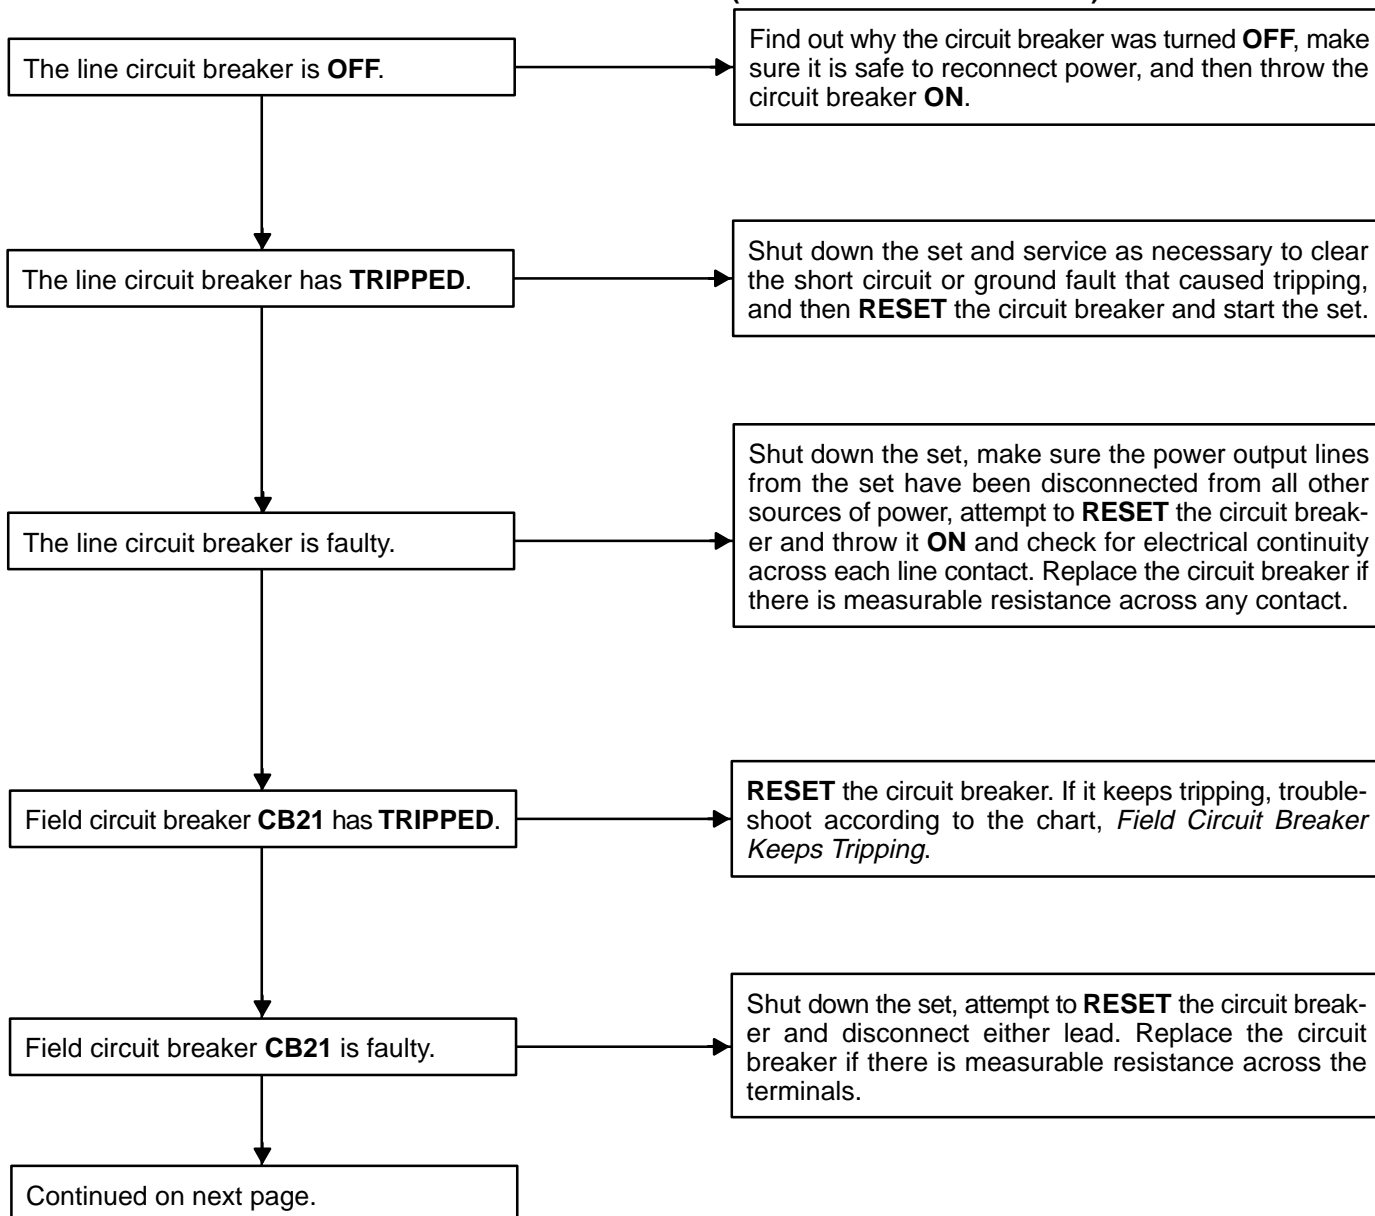 The line circuit breaker is OFF.
Find out why the circuit breaker was turned OFF, make
sure it is safe to reconnect power, and then throw the
circuit breaker ON.
The line circuit breaker has TRIPPED.
Shut down the set and service as necessary to clear
the short circuit or ground fault that caused tripping,
and then RESET the circuit breaker and start the set.
The line circuit breaker is faulty.
Shut down the set, make sure the power output lines
from the set have been disconnected from all other
sources of power, attempt to RESET the circuit break-
er and throw it ON and check for electrical continuity
across each line contact. Replace the circuit breaker if
there is measurable resistance across any contact.
Field circuit breaker CB21 has TRIPPED.
RESET the circuit breaker. If it keeps tripping, trouble-
shoot according to the chart, Field Circuit Breaker
Keeps Tripping.
Field circuit breaker CB21 is faulty.
Shut down the set, attempt to RESET the circuit break-
er and disconnect either lead. Replace the circuit
breaker if there is measurable resistance across the
terminals.
Continued on next page.